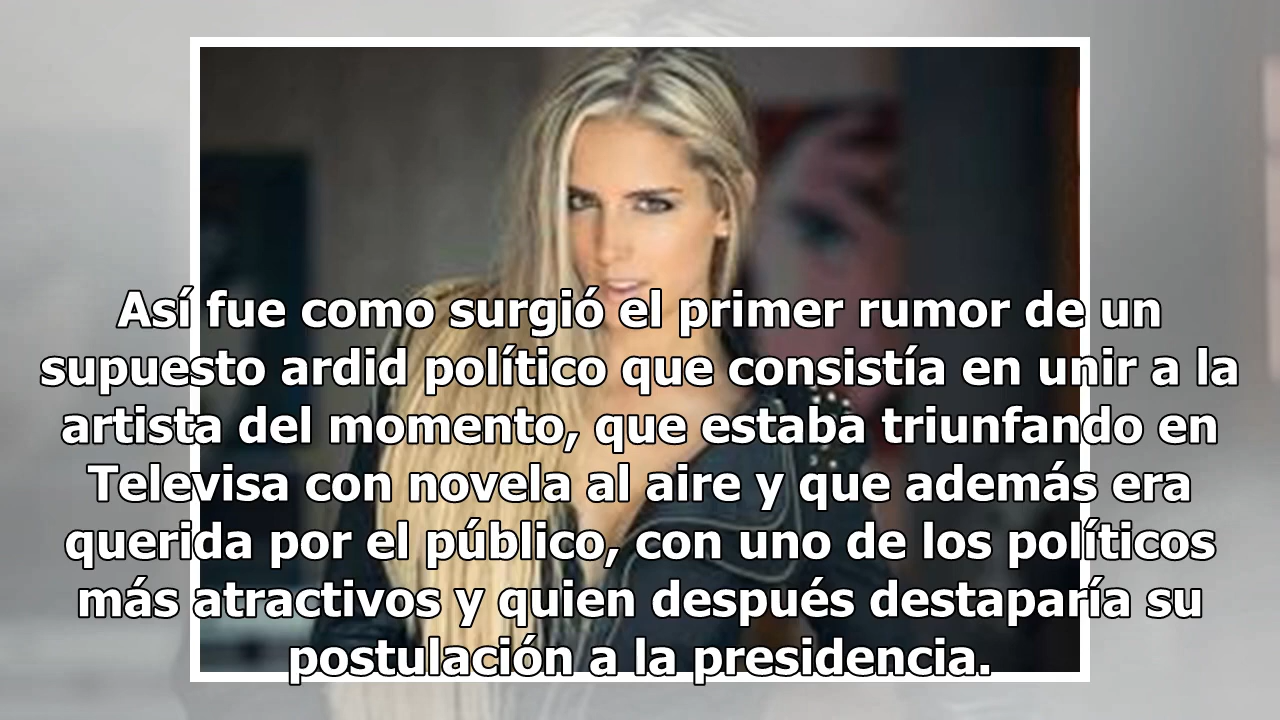 Así fue como surgió el primer rumor de un
supuesto ardid político que consistía en unir a la
artista del momento, que estaba triunfando en
Televisa con novela al aire y que además era
querida por el público, con uno de los políticos
más atractivos y quien después destaparía su
postulación a la presidencia.